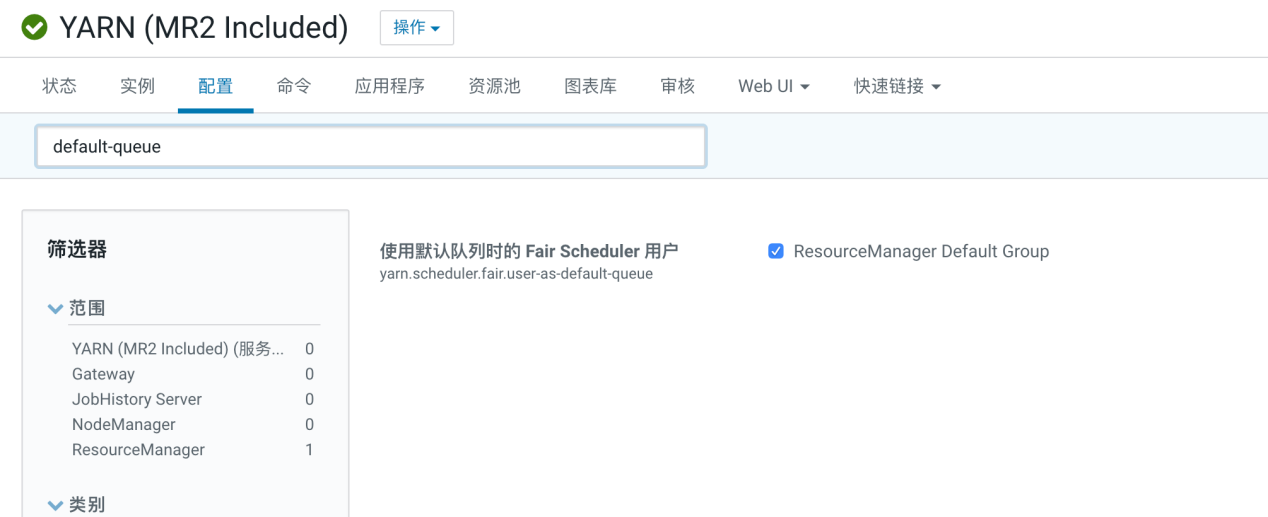 YARN (MR2 Included) 操作
状态 实例 配置 命令 应用程序 资源池 图表库 审核 Web UI 快速链接
default-queue
筛选器
使用默认队列时的 Fair Scheduler 用户 ResourceManager Default Group
yarn.scheduler.fair.user-as-default-queue
范围
YARN (MR2 Included) (服务... 0
Gateway 0
JobHistory Server 0
NodeManager 0
ResourceManager 1
类别